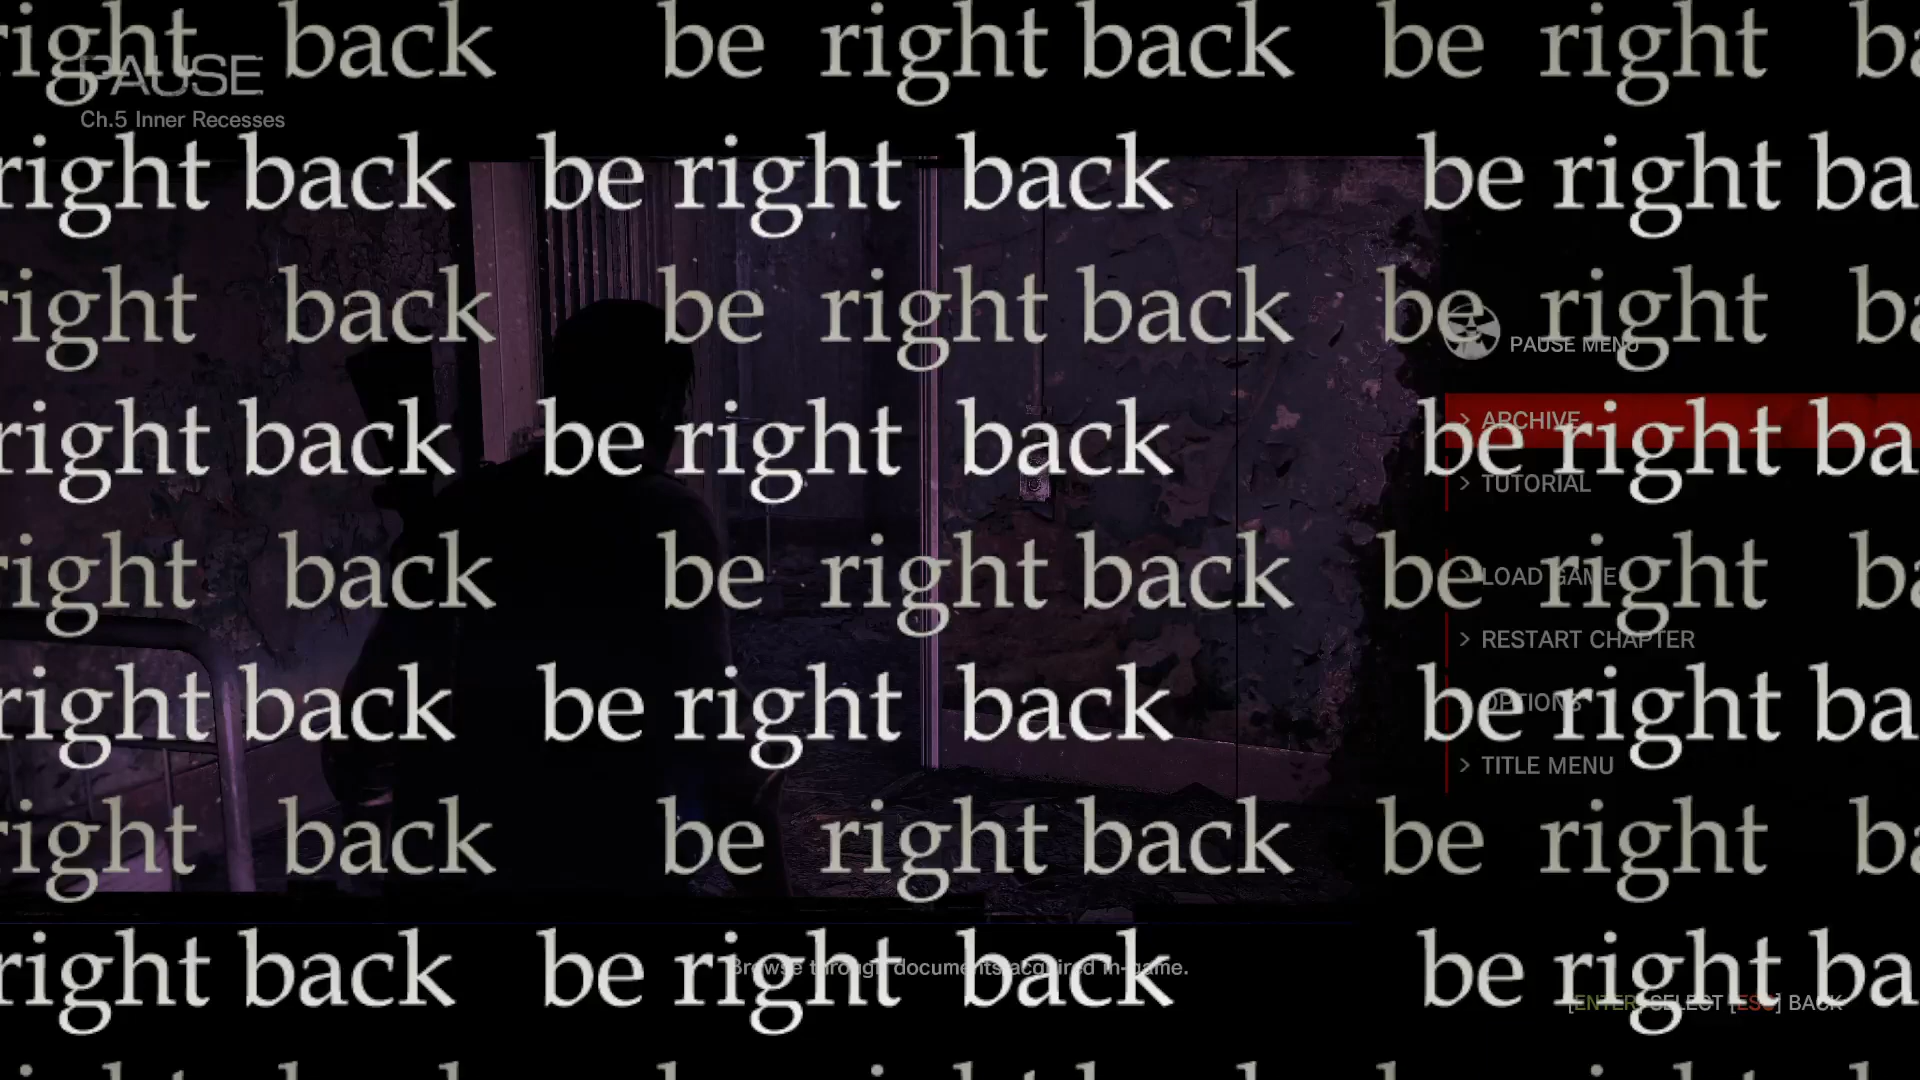 right back be right back be right ba
PAUSE
Ch.5 Inner Recesses
right back be right back be right ba
right back be right back be right ba
PAUSE MENU
> ARCHIVE
right back be right back be right ba
> TUTORIAL
right back be right back be right ba
> LOAD GAME
> RESTART CHAPTER
right back be right back be right ba
> OPTIONS
> TITLE MENU
right back be right back be right ba
right back be right back be right ba
Browse through documents acquired in-game.
[ENTER] SELECT [ESC] BACK